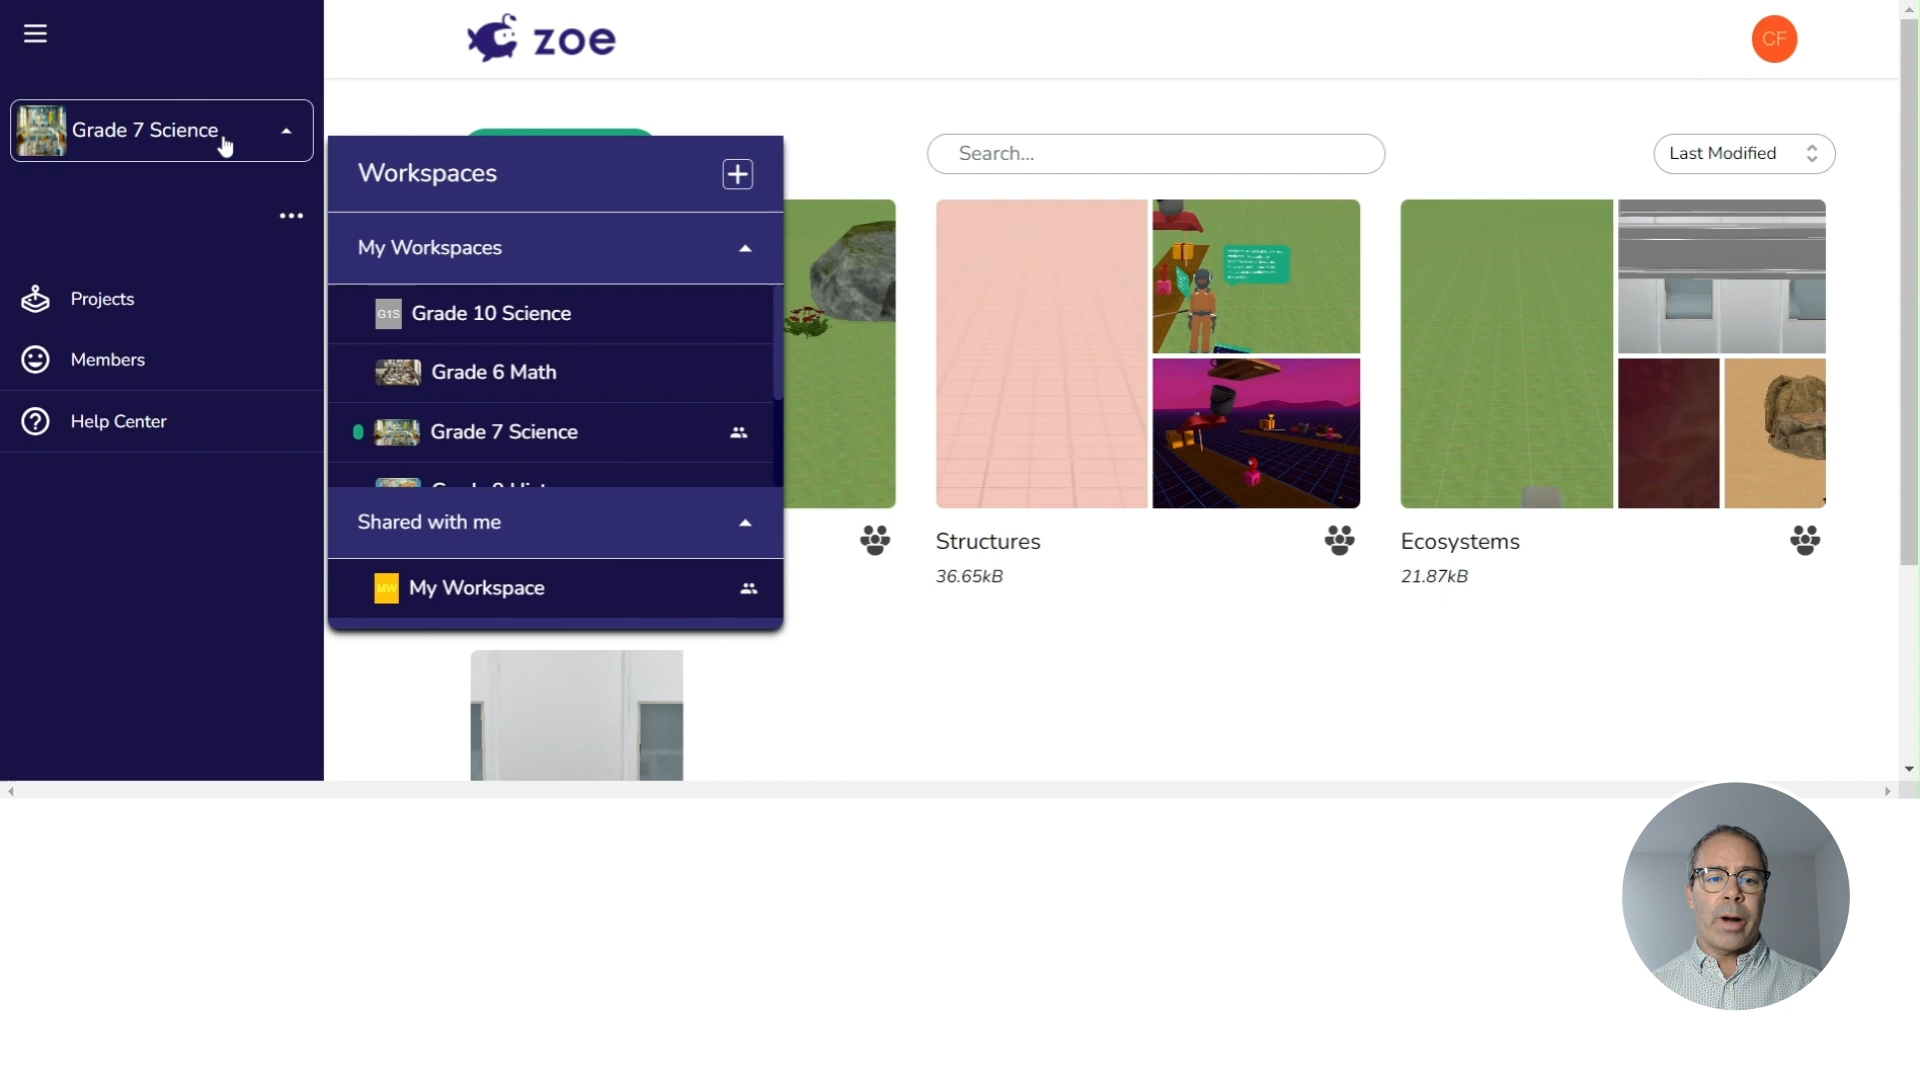 zoe
CF
Grade 7 Science
Workspaces
Search...
Last Modified
My Workspaces
G1S
Grade 10 Science
Projects
Members
Grade 6 Math
Help Center
Grade 7 Science
Shared with me
MW
My Workspace
Structures
36.65kB
Ecosystems
21.87kB